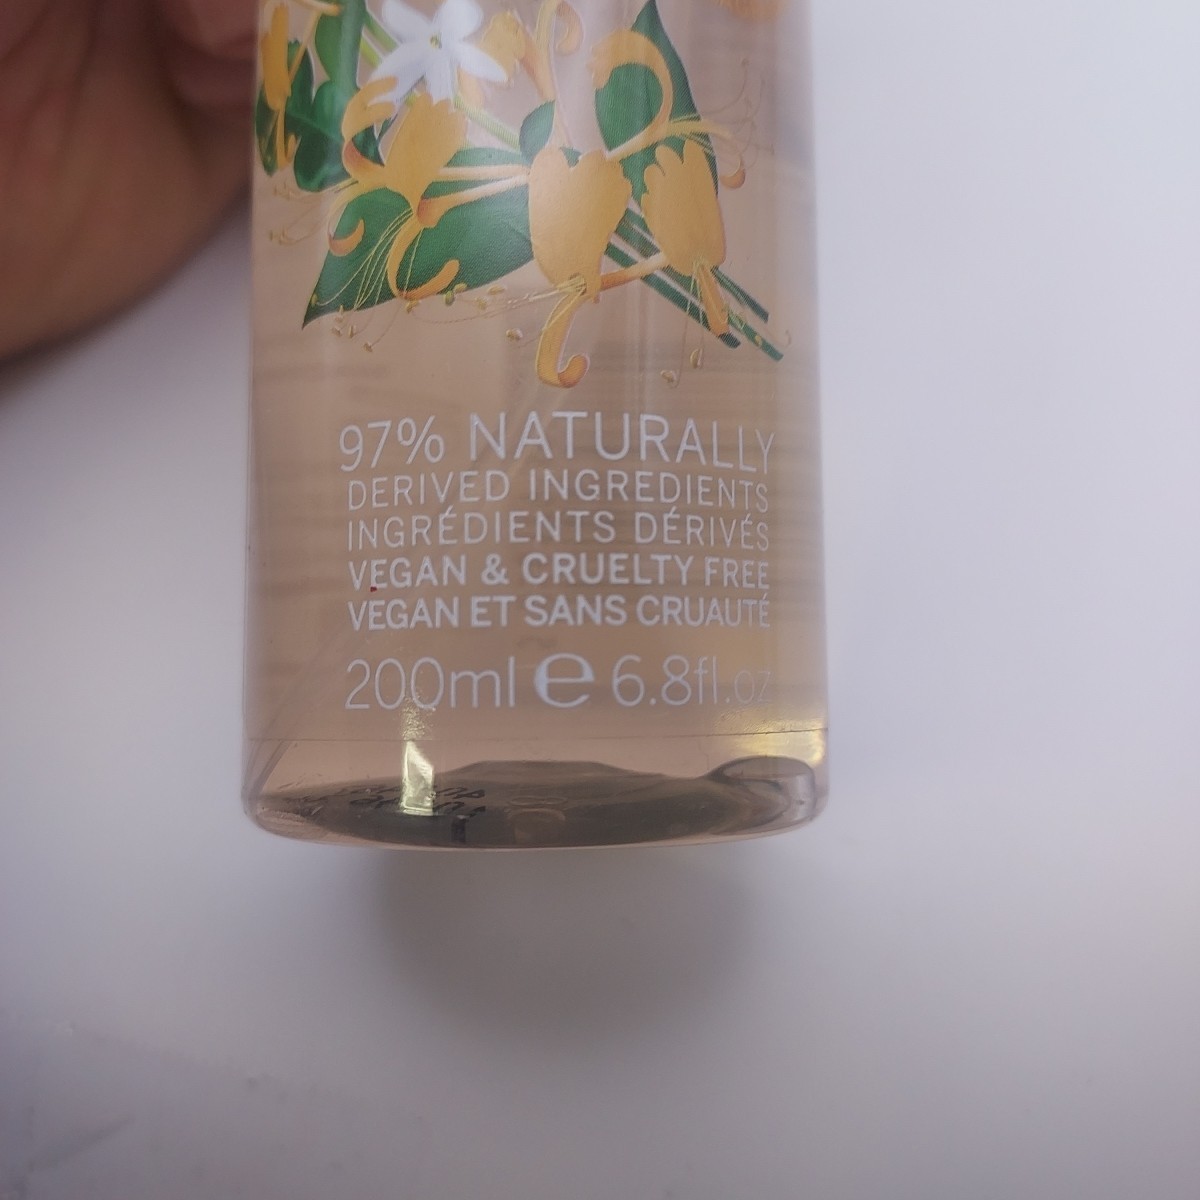 97% NATURALLY
DERIVED INGREDIENTS
INGRÉDIENTS DÉRIVÉS
VEGAN & CRUELTY FREE
VEGAN ET SANS CRUAUTÉ
200ml e 6.8fl.oz